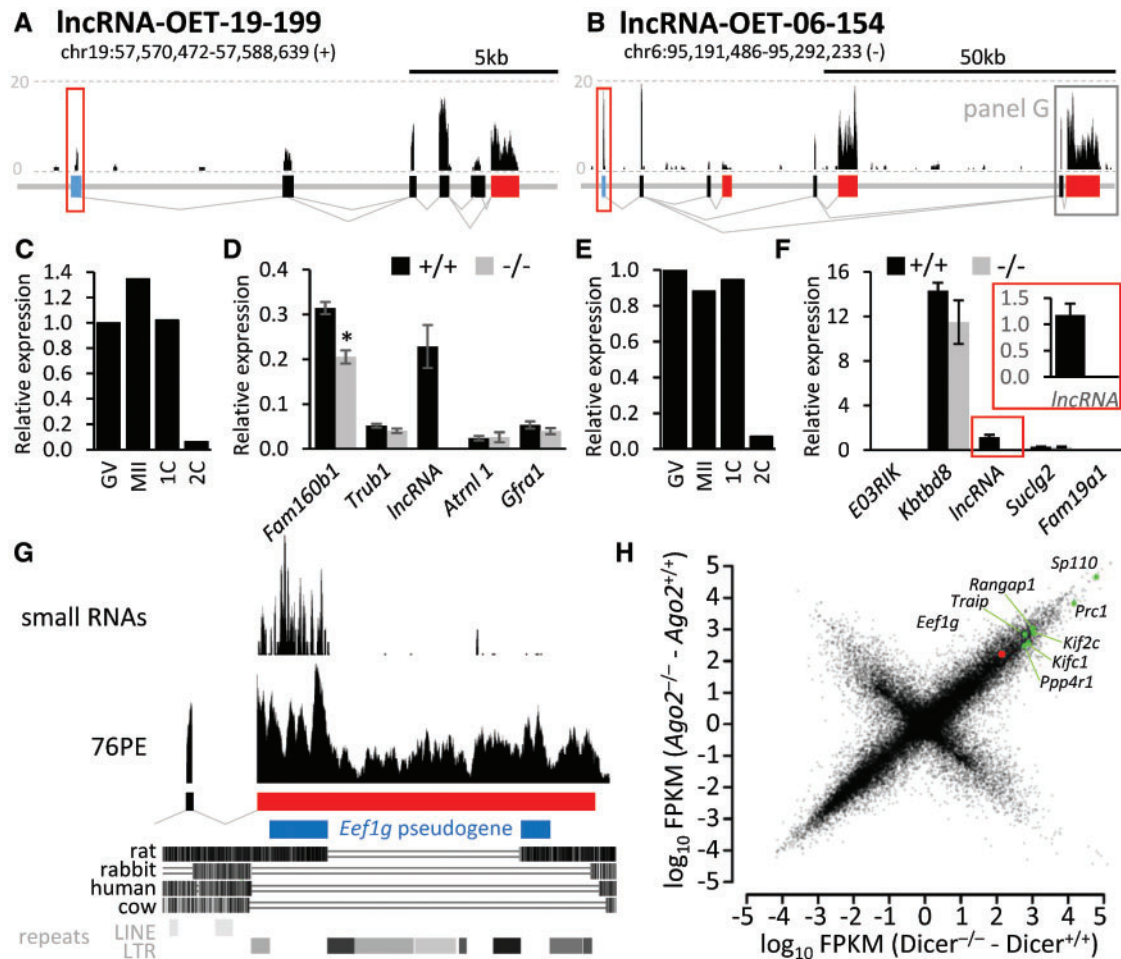 A lncRNA-OET-19-199
chr19:57,570,472-57,588,639 (+)
5kb
20
0
B lncRNA-OET-06-154
chr6:95,191,486-95,292,233 (-)
50kb
20
0
panel G
C
Relative expression
1.4
1.2
1.0
0.8
0.6
0.4
0.2
0.0
GV
MII
1C
2C
D
+/+
-/-
Relative expression
0.4
0.3
0.2
0.1
0.0
*
Fam160b1
Trub1
lncRNA
Atrnl 1
Gfra1
E
Relative expression
1.0
0.8
0.6
0.4
0.2
0.0
GV
MII
1C
2C
F
+/+
-/-
Relative expression
16
12
8
4
0
1.5
1.0
0.5
0.0
lncRNA
E03RIK
Kbtbd8
lncRNA
Suclg2
Fam19a1
G
small RNAs
76PE
Eef1g pseudogene
rat
rabbit
human
cow
repeats
LINE
LTR
H
log10 FPKM (Ago2-/- - Ago2+/+)
5
4
3
2
1
0
-1
-2
-3
-4
-5
Sp110
Rangap1
Traip
Prc1
Eef1g
Kif2c
Kifc1
Ppp4r1
-5 -4 -3 -2 -1 0 1 2 3 4 5
log10 FPKM (Dicer-/- - Dicer+/+)